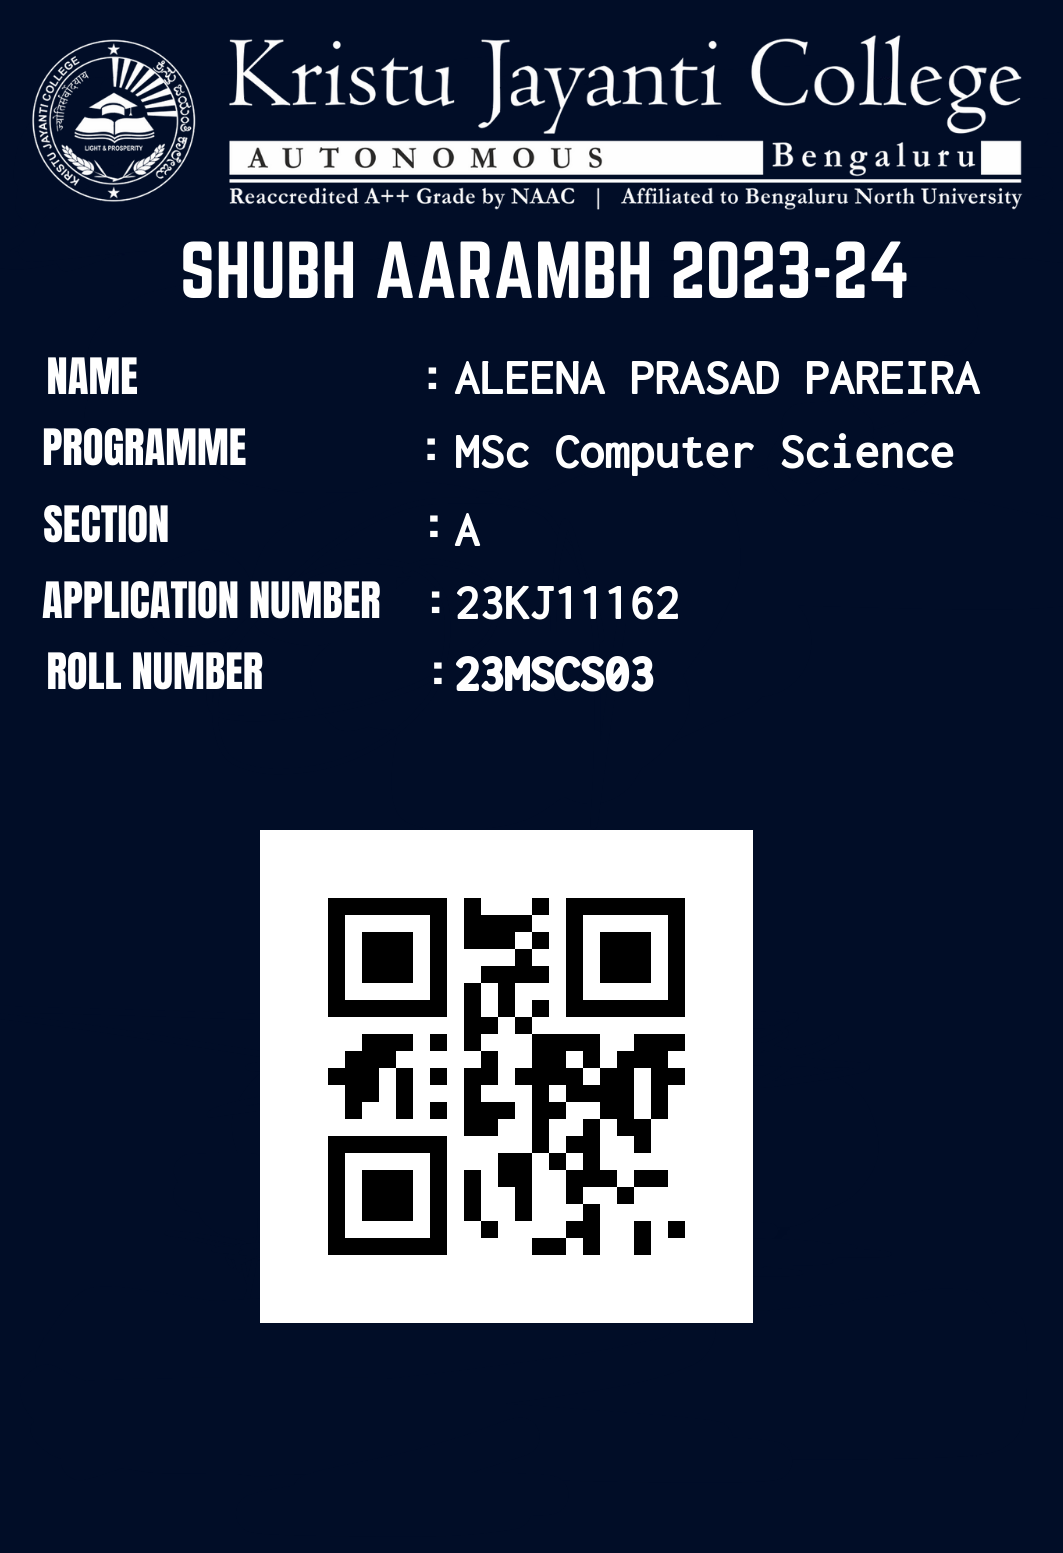 Kristu Jayanti College
AUTONOMOUS Bengaluru
Reaccredited A++ Grade by NAAC | Affiliated to Bengaluru North University
KRISTU JAYANTI COLLEGE
LIGHT & PROSPERITY
SHUBH AARAMBH 2023-24
NAME : ALEENA PRASAD PAREIRA
PROGRAMME : MSc Computer Science
SECTION : A
APPLICATION NUMBER : 23KJ11162
ROLL NUMBER : 23MSCS03